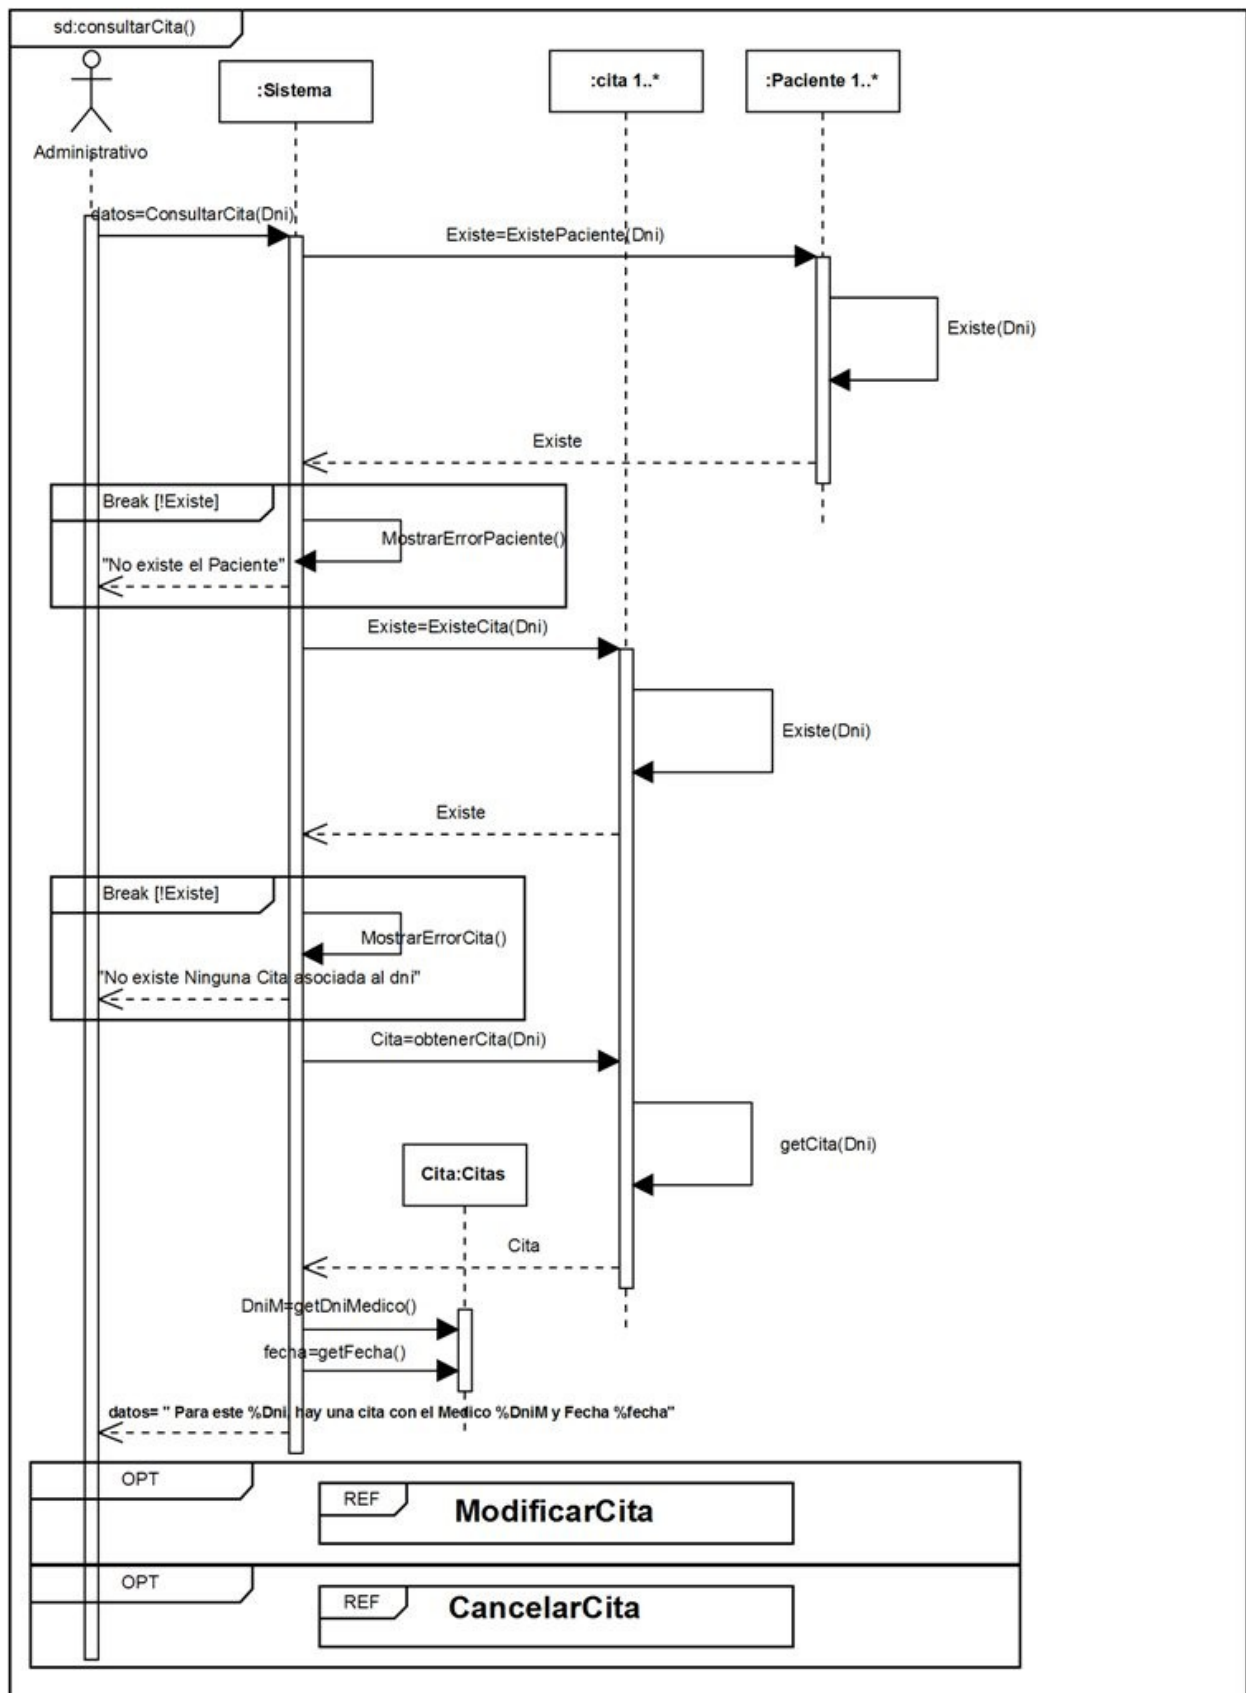 sd:consultarCita()
:Sistema
:cita 1..*
:Paciente 1..*
Administrativo
datos=ConsultarCita(Dni)
Existe=ExistePaciente(Dni)
Existe(Dni)
Existe
Break [!Existe]
MostrarErrorPaciente()
"No existe el Paciente"
Existe=ExisteCita(Dni)
Existe(Dni)
Existe
Break [!Existe]
MostrarErrorCita()
"No existe Ninguna Cita asociada al dni"
Cita=obtenerCita(Dni)
getCita(Dni)
Cita:Citas
Cita
DniM=getDniMedico()
fecha=getFecha()
datos= " Para este %Dni, hay una cita con el Medico %DniM y Fecha %fecha"
OPT
REF
ModificarCita
OPT
REF
CancelarCita